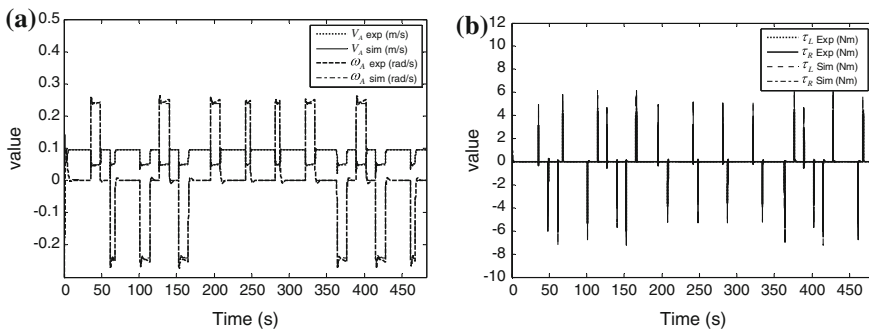 (a)
0.5
0.4
0.3
0.2
0.1
0
-0.1
-0.2
value
0 50 100 150 200 250 300 350 400 450
Time (s)
V_A exp (m/s)
V_A sim (m/s)
ω_A exp (rad/s)
ω_A sim (rad/s)
(b)
12
10
8
6
4
2
0
-2
-4
-6
-8
-10
value
0 50 100 150 200 250 300 350 400 450
Time (s)
τ_L Exp (Nm)
τ_R Exp (Nm)
τ_L Sim (Nm)
τ_R Sim (Nm)